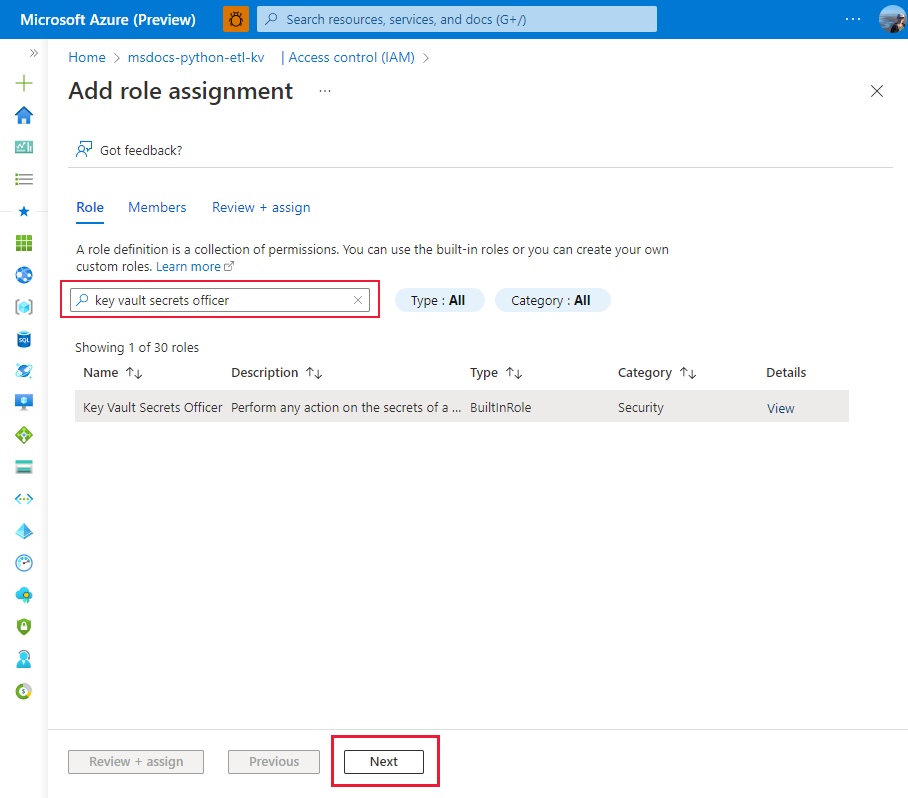 Microsoft Azure (Preview)
Search resources, services, and docs (G+/)
...
Home > msdocs-python-etl-kv | Access control (IAM) >
Add role assignment ...
Got feedback?
Role Members Review + assign
A role definition is a collection of permissions. You can use the built-in roles or you can create your own
custom roles. Learn more
key vault secrets officer
Type : All
Category : All
Showing 1 of 30 roles
Name ↑↓ Description ↑↓ Type ↑↓ Category ↑↓ Details
Key Vault Secrets Officer Perform any action on the secrets of a ... BuiltInRole Security View
SQL
Review + assign Previous Next